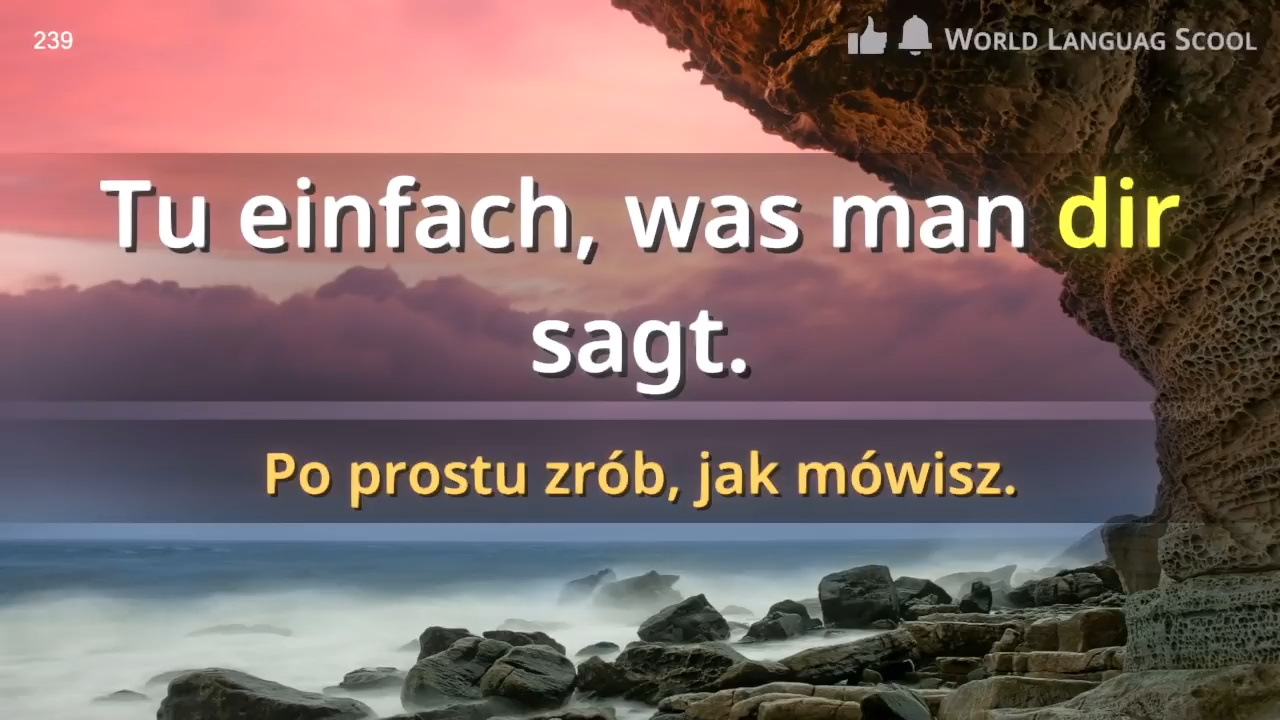 239
WORLD LANGUAG SCOOL
Tu einfach, was man dir
sagt.
Po prostu zrób, jak mówisz.